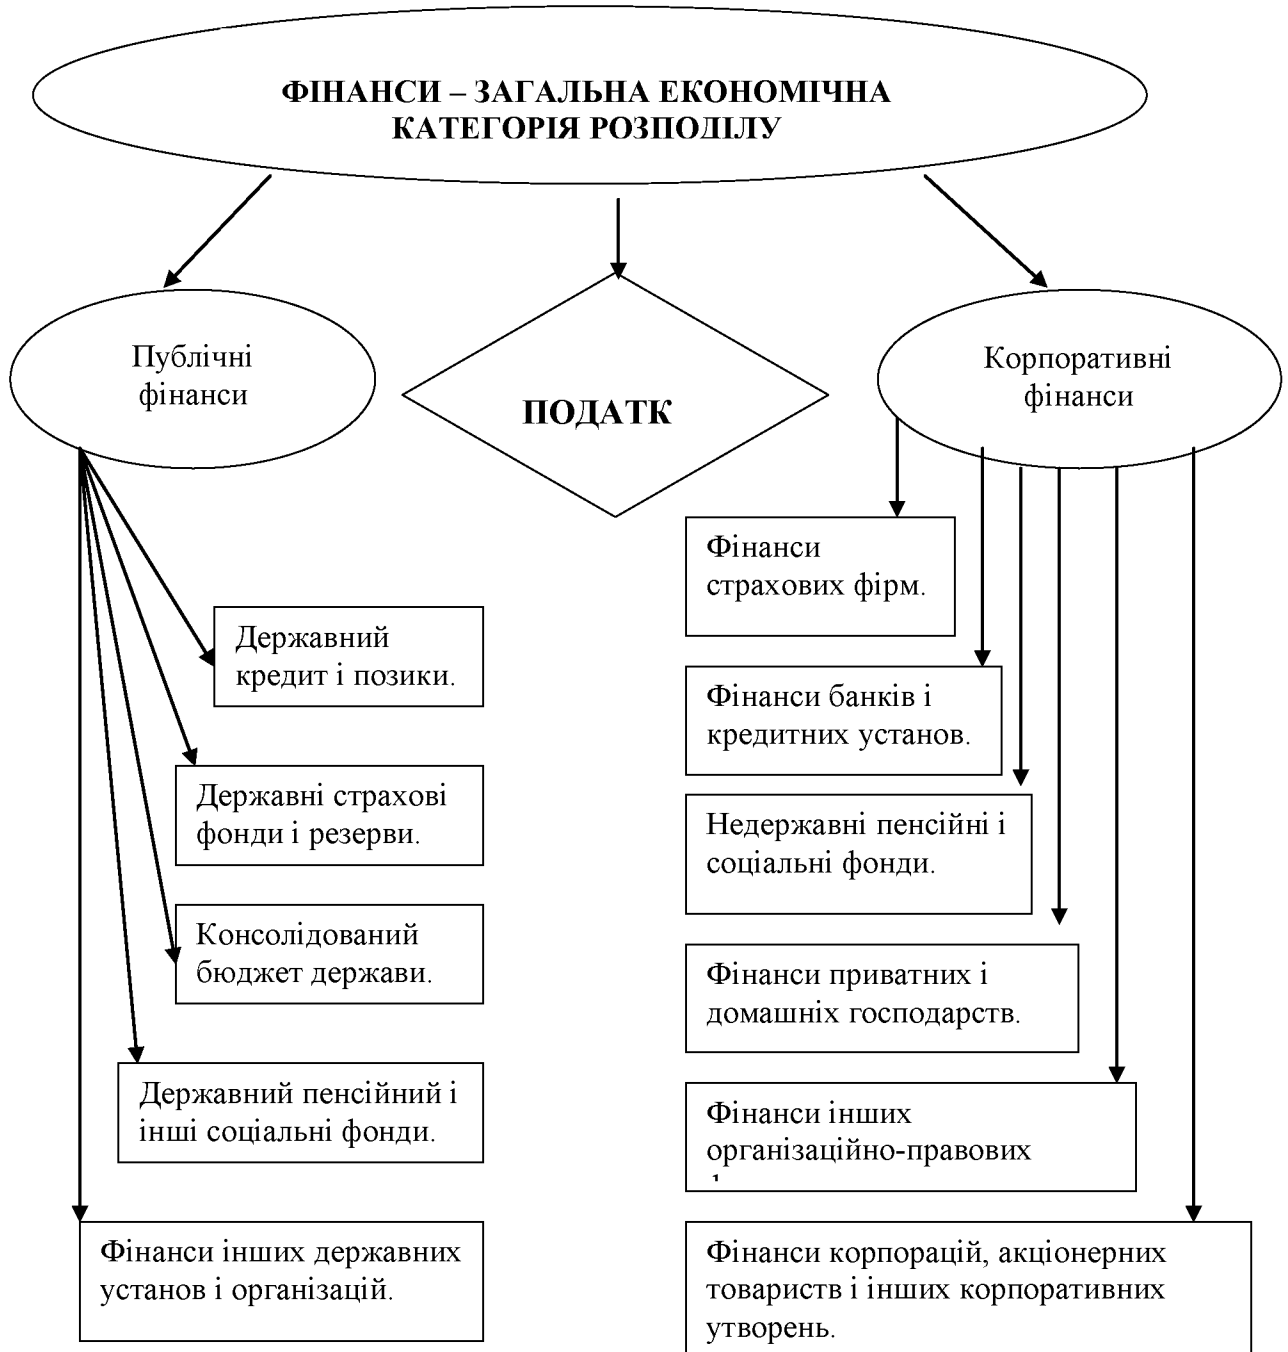 ФІНАНСИ – ЗАГАЛЬНА ЕКОНОМІЧНА
КАТЕГОРІЯ РОЗПОДІЛУ
Публічні
фінанси
ПОДАТК
Корпоративні
фінанси
Державний
кредит і позики.
Державні страхові
фонди і резерви.
Консолідований
бюджет держави.
Державний пенсійний і
інші соціальні фонди.
Фінанси інших державних
установ і організацій.
Фінанси
страхових фірм.
Фінанси банків і
кредитних установ.
Недержавні пенсійні і
соціальні фонди.
Фінанси приватних і
домашніх господарств.
Фінанси інших
організаційно-правових
Фінанси корпорацій, акціонерних
товариств і інших корпоративних
утворень.